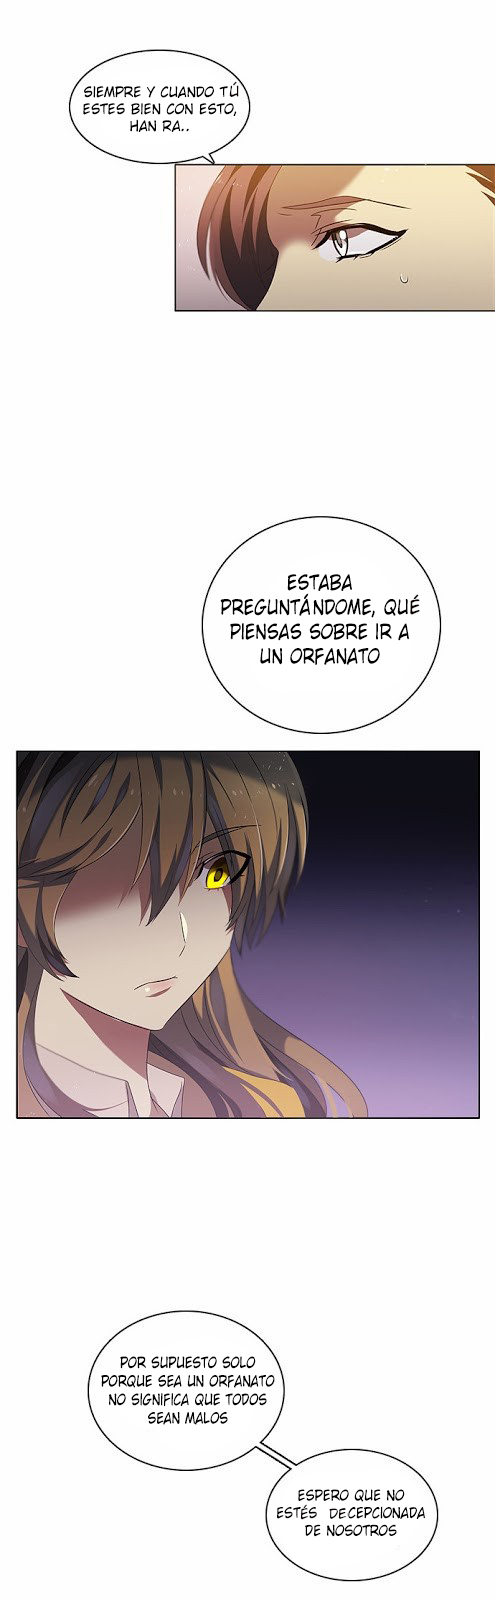 SIEMPRE Y CUANDO TÚ
ESTES BIEN CON ESTO,
HAN RA..
ESTABA
PREGUNTÁNDOME, QUÉ
PIENSAS SOBRE IR A
UN ORFANATO
POR SUPUESTO SOLO
PORQUE SEA UN ORFANATO
NO SIGNIFICA QUE TODOS
SEAN MALOS
ESPERO QUE NO
ESTÉS DECEPCIONADA
DE NOSOTROS